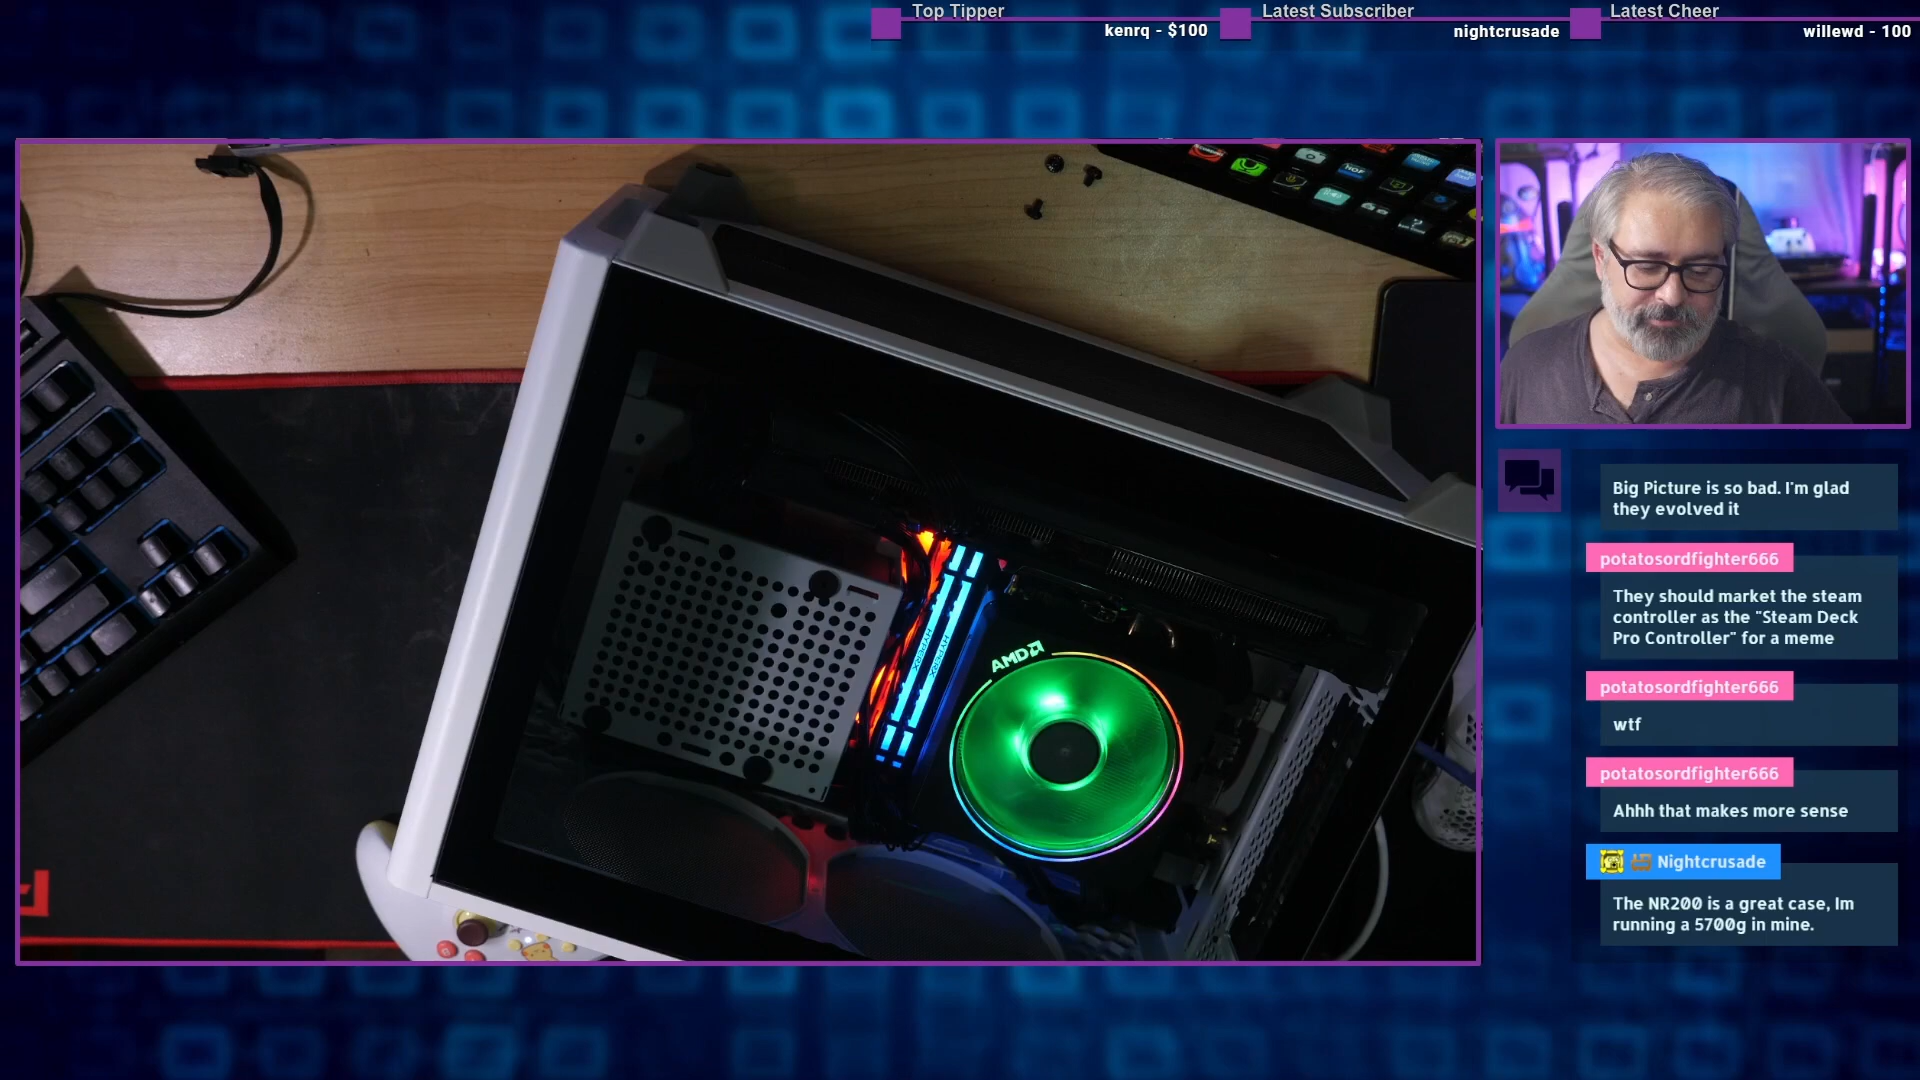 Top Tipper
kenrq - $100
Latest Subscriber
nightcrusade
Latest Cheer
willewd - 100
HYPERX
HYPERX
AMD
Big Picture is so bad. I'm glad
they evolved it
potatosordfighter666
They should market the steam
controller as the "Steam Deck
Pro Controller" for a meme
potatosordfighter666
wtf
potatosordfighter666
Ahhh that makes more sense
Nightcrusade
The NR200 is a great case, Im
running a 5700g in mine.